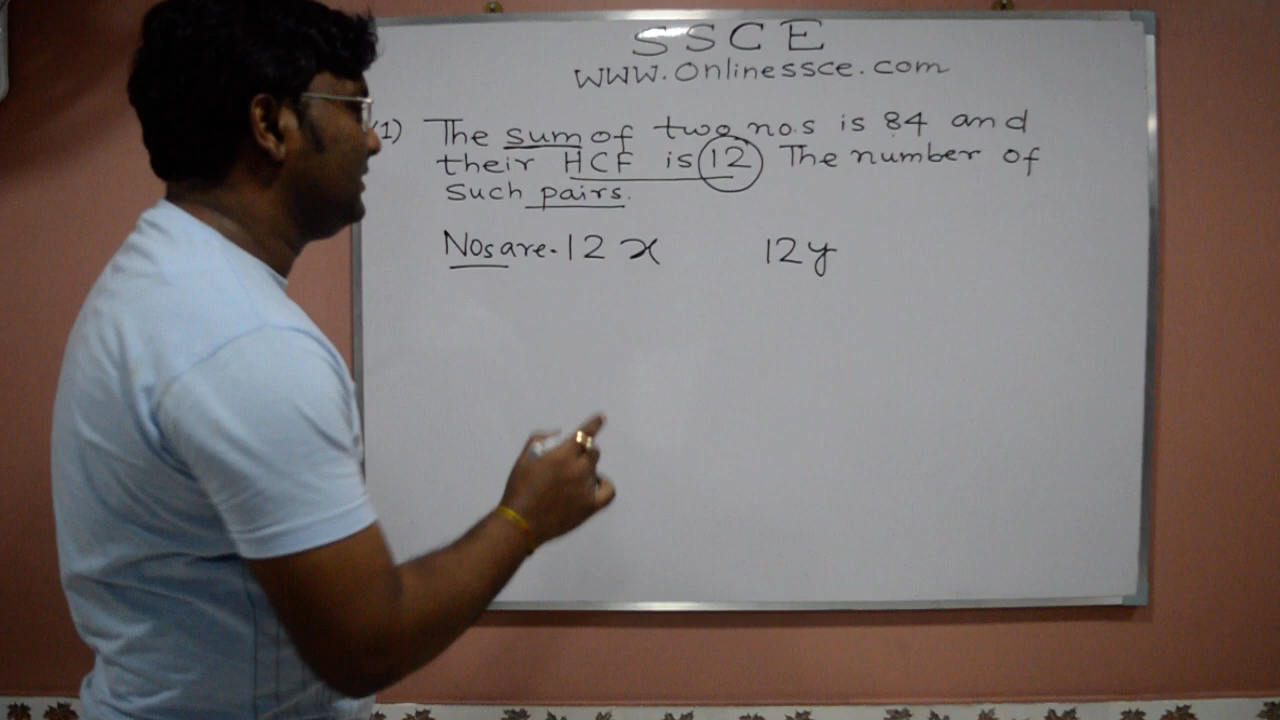 SSCE
www.onlinessce.com
(1) The sum of two no.s is 84 and
their HCF is 12 The number of
such pairs.
Nos are. 12x 12y